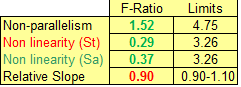 F-Ratio Limits
Non-parallelism 1.52 4.75
Non linearity (St) 0.29 3.26
Non linearity (Sa) 0.37 3.26
Relative Slope 0.90 0.90-1.10